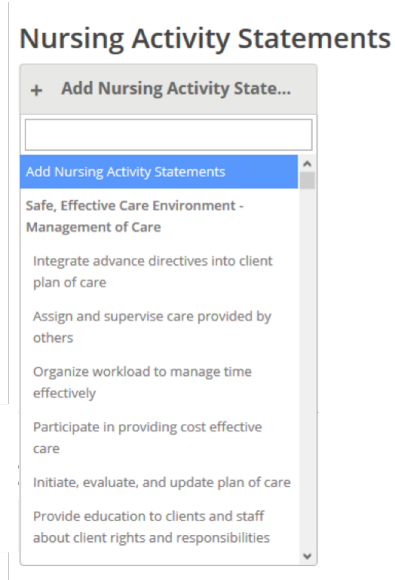 Nursing Activity Statements
+ Add Nursing Activity State...
Add Nursing Activity Statements
Safe, Effective Care Environment -
Management of Care
Integrate advance directives into client
plan of care
Assign and supervise care provided by
others
Organize workload to manage time
effectively
Participate in providing cost effective
care
Initiate, evaluate, and update plan of care
Provide education to clients and staff
about client rights and responsibilities